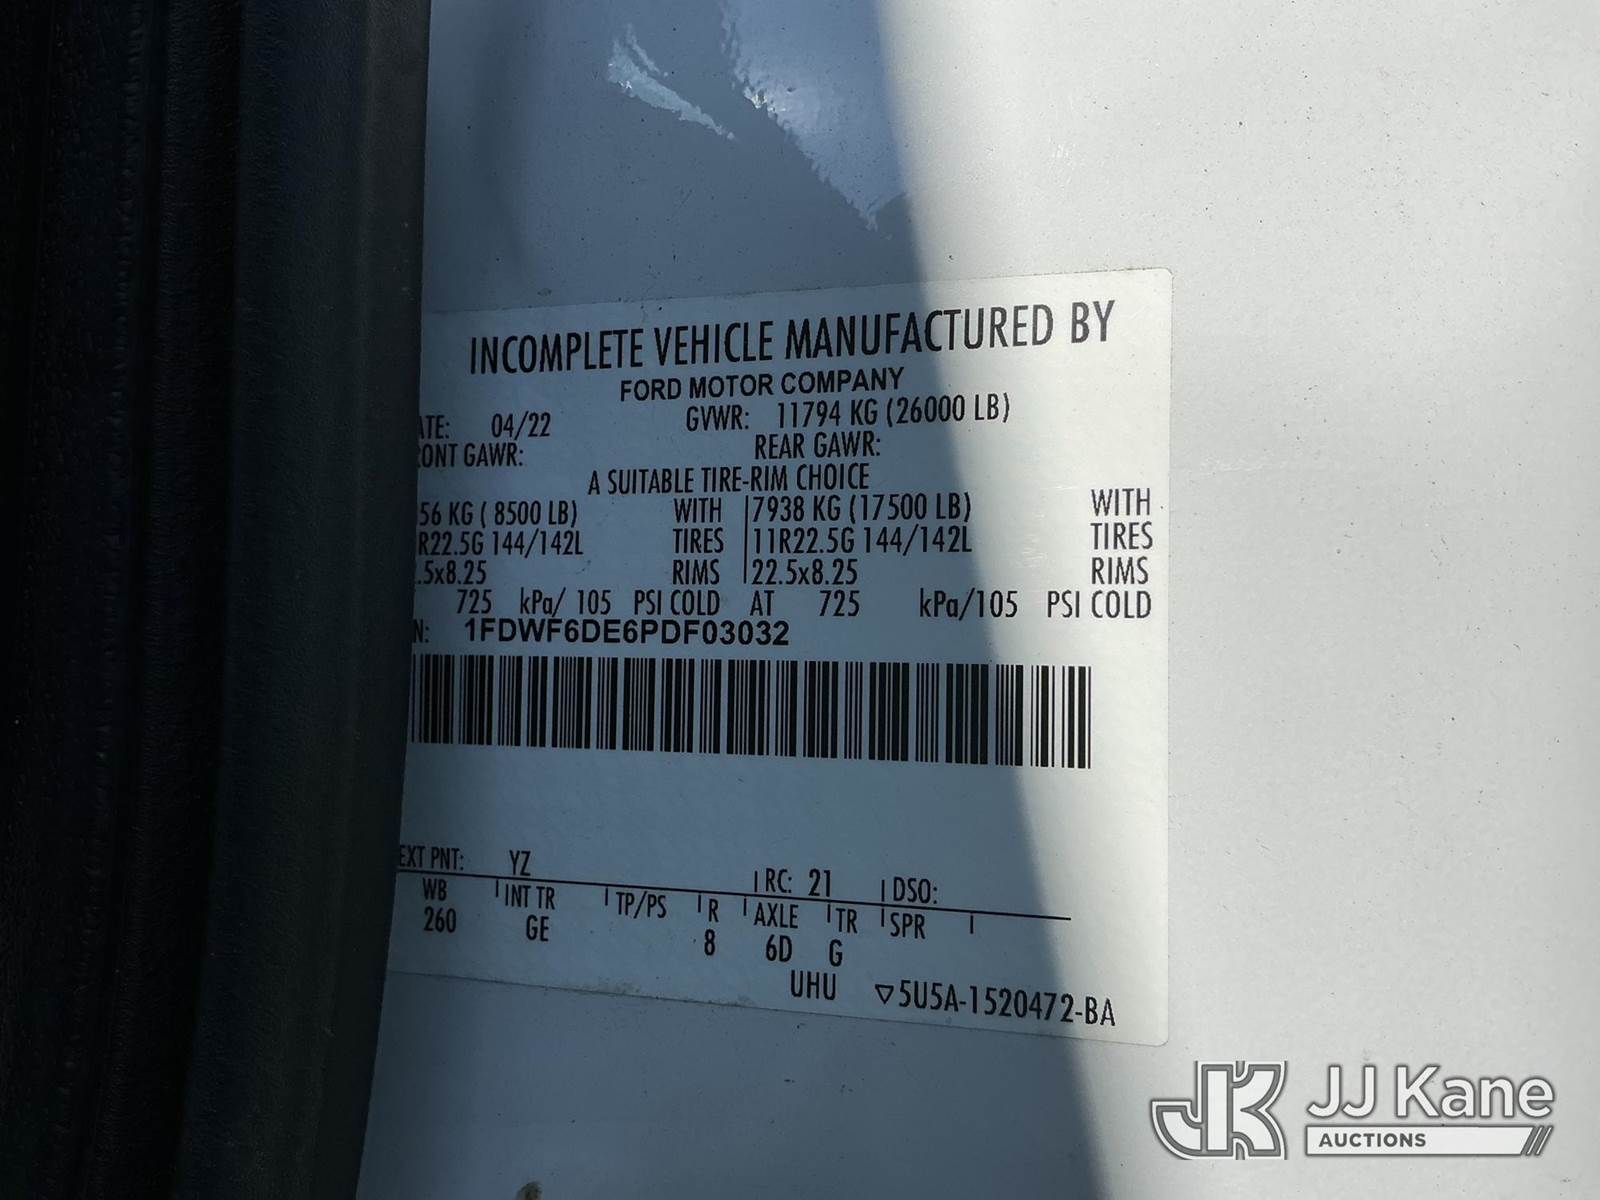 INCOMPLETE VEHICLE MANUFACTURED BY
FORD MOTOR COMPANY
ATE: 04/22 GVWR: 11794 KG (26000 LB)
RONT GAWR: REAR GAWR:
A SUITABLE TIRE-RIM CHOICE
56 KG ( 8500 LB) WITH 7938 KG (17500 LB) WITH
R22.5G 144/142L TIRES 11R22.5G 144/142L TIRES
.5x8.25 RIMS 22.5x8.25 RIMS
725 kPa/ 105 PSI COLD AT 725 kPa/105 PSI COLD
N: 1FDWF6DE6PDF03032
EXT PNT: YZ RC: 21 DSO:
WB INT TR TP/PS R AXLE TR SPR
260 GE 8 6D G
UHU ▽5U5A-1520472-BA
JK JJ Kane
AUCTIONS